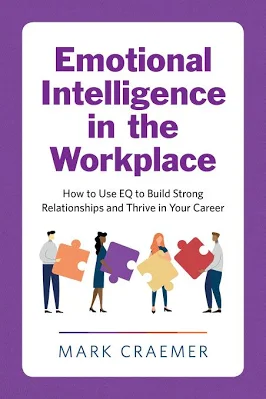 Emotional
Intelligence
in the
Workplace
How to Use EQ to Build Strong
Relationships and Thrive in Your Career
MARK CRAEMER